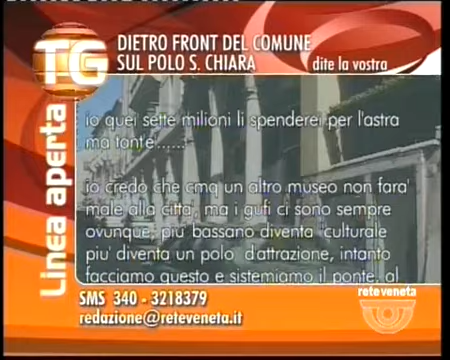 TG
Linea aperta
DIETRO FRONT DEL COMUNE
SUL POLO S. CHIARA
dite la vostra
io quei sette milioni li spenderei per l'astra
ma tant'e......
io credo che cmq un altro museo non fara'
male alla citta', ma i gufi ci sono sempre
ovunque, piu' bassano diventa 'culturale
piu' diventa un polo d'attrazione, intanto
facciamo questo e sistemiamo il ponte, al
SMS 340 - 3218379
redazione@reteveneta.it
reteveneta